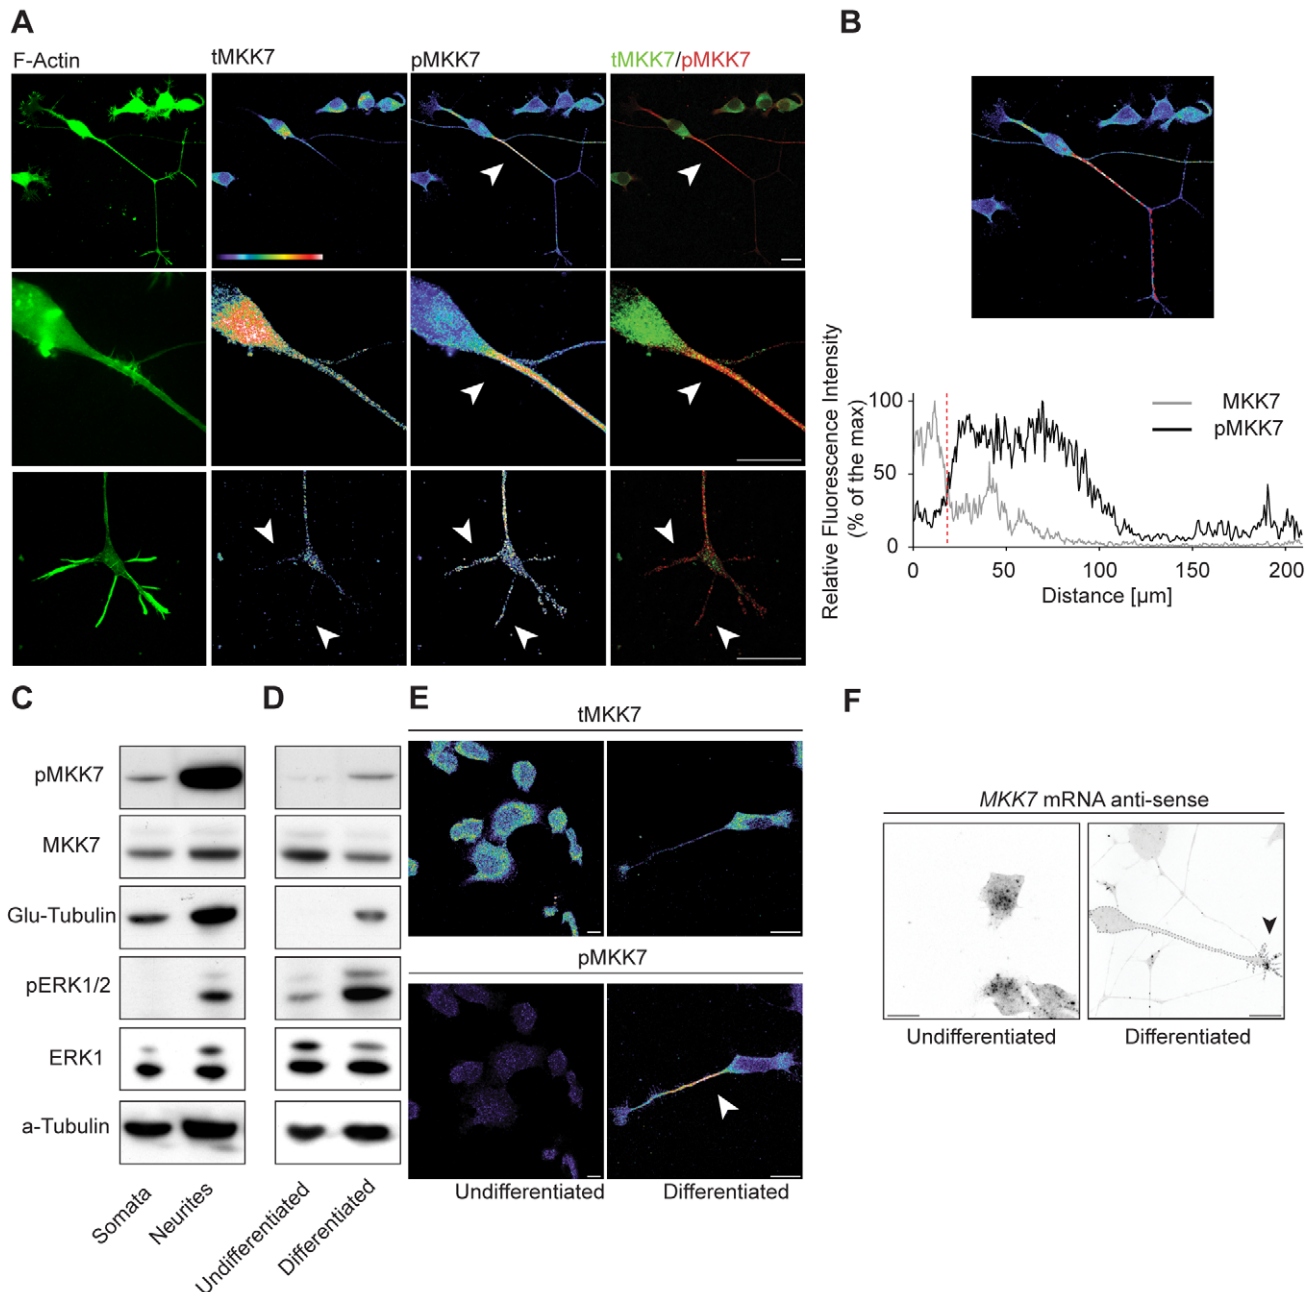 A
F-Actin
tMKK7
pMKK7
tMKK7/pMKK7
B
Relative Fluorescence Intensity
(% of the max)
100
50
0
MKK7
pMKK7
0
50
100
150
200
Distance [µm]
C
pMKK7
MKK7
Glu-Tubulin
pERK1/2
ERK1
a-Tubulin
Somata
Neurites
D
Undifferentiated
Differentiated
E
tMKK7
pMKK7
Undifferentiated
Differentiated
F
MKK7 mRNA anti-sense
Undifferentiated
Differentiated